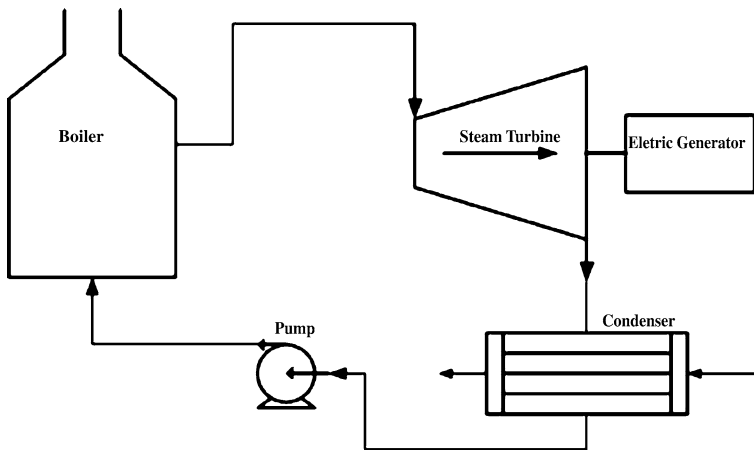 Boiler
Steam Turbine
Eletric Generator
Pump
Condenser